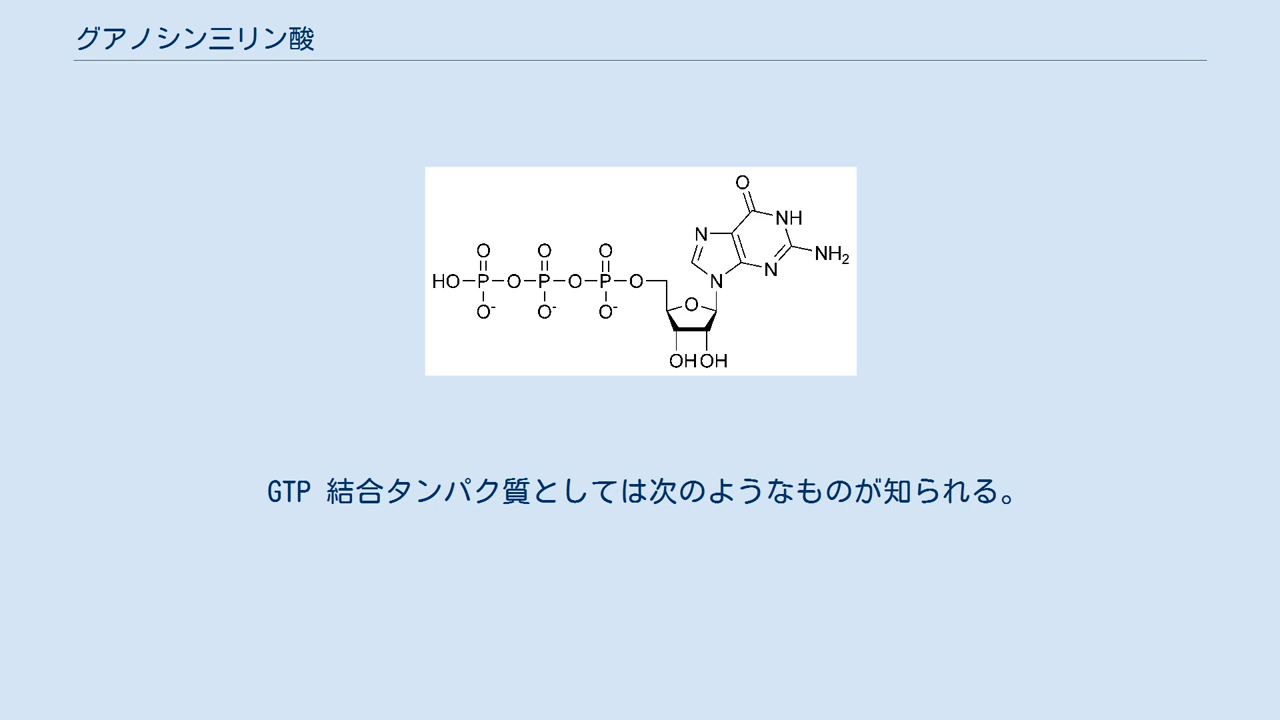 グアノシン三リン酸
O
N NH
O O O N NH2
HO P O P O P O N
O- O- O- O
OH OH
GTP 結合タンパク質としては次のようなものが知られる。